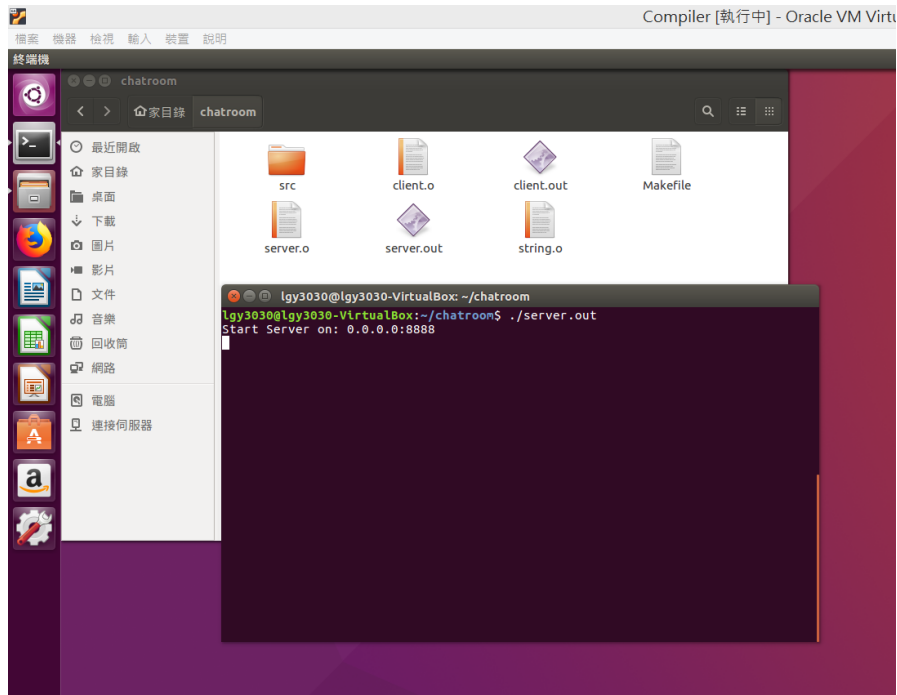 Compiler [執行中] - Oracle VM Virtu
檔案 機器 檢視 輸入 裝置 說明
終端機
chatroom
家目錄 chatroom
最近開啟
家目錄
桌面
下載
圖片
影片
文件
音樂
回收筒
網路
電腦
連接伺服器
src client.o client.out Makefile
server.o server.out string.o
lgy3030@lgy3030-VirtualBox: ~/chatroom
lgy3030@lgy3030-VirtualBox:~/chatroom$ ./server.out
Start Server on: 0.0.0.0:8888